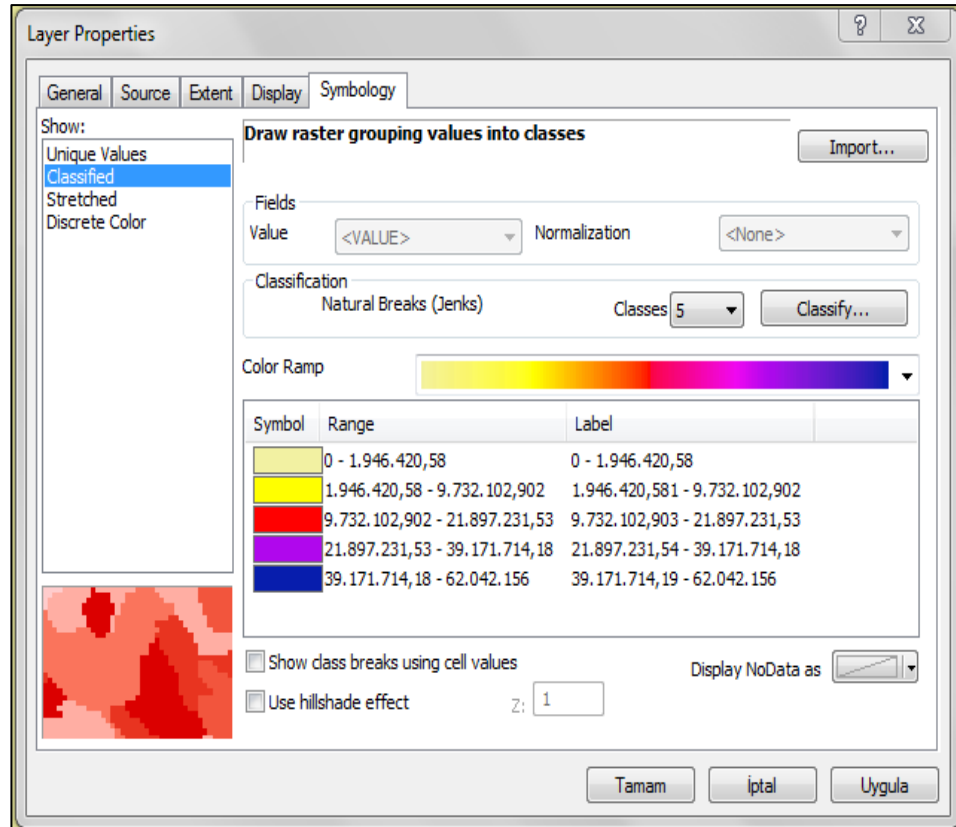 Layer Properties
General Source Extent Display Symbology
Show:
Unique Values
Classified
Stretched
Discrete Color
Draw raster grouping values into classes
Import...
Fields
Value <VALUE> Normalization <None>
Classification
Natural Breaks (Jenks) Classes 5 Classify...
Color Ramp
Symbol Range Label
0 - 1.946.420,58 0 - 1.946.420,58
1.946.420,58 - 9.732.102,902 1.946.420,581 - 9.732.102,902
9.732.102,902 - 21.897.231,53 9.732.102,903 - 21.897.231,53
21.897.231,53 - 39.171.714,18 21.897.231,54 - 39.171.714,18
39.171.714,18 - 62.042.156 39.171.714,19 - 62.042.156
Show class breaks using cell values Display NoData as
Use hillshade effect Z: 1
Tamam İptal Uygula